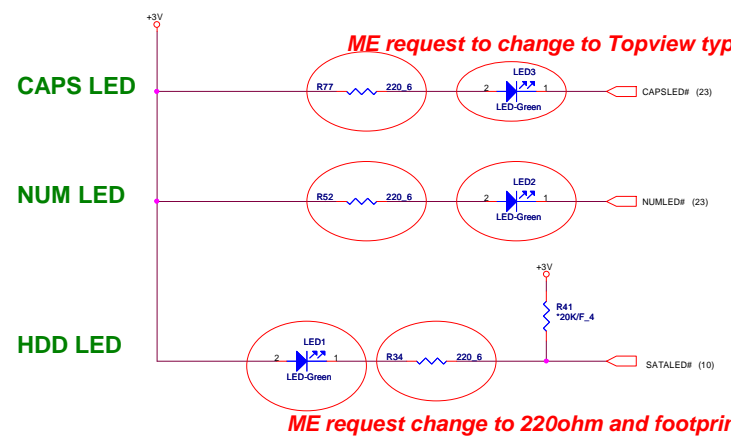 +3V
ME request to change to Topview typ
CAPS LED
R77 220_6
LED3
2 1
LED-Green
CAPSLED# (23)
NUM LED
R52 220_6
LED2
2 1
LED-Green
NUMLED# (23)
+3V
R41
*20K/F_4
HDD LED
LED1
2 1
LED-Green
R34 220_6
SATALED# (10)
ME request change to 220ohm and footprin